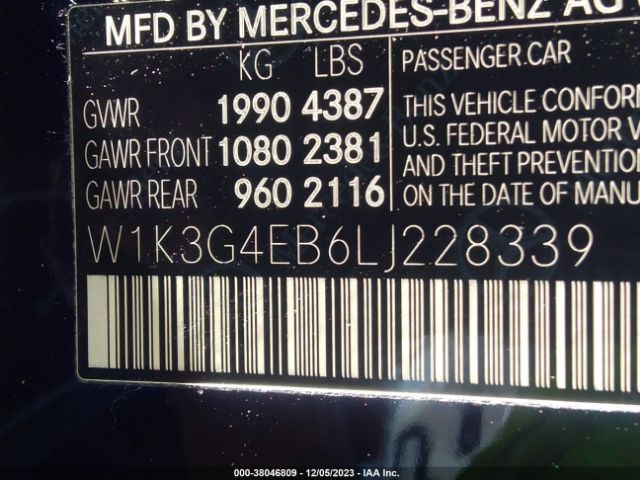 MFD BY MERCEDES-BENZ AG
KG LBS PASSENGER CAR
GVWR 1990 4387 THIS VEHICLE CONFORM
GAWR FRONT 1080 2381 U.S. FEDERAL MOTOR V
GAWR REAR 960 2116 AND THEFT PREVENTION
ON THE DATE OF MANU
W1K3G4EB6LJ228339
000-38046809 - 12/05/2023 - IAA Inc.